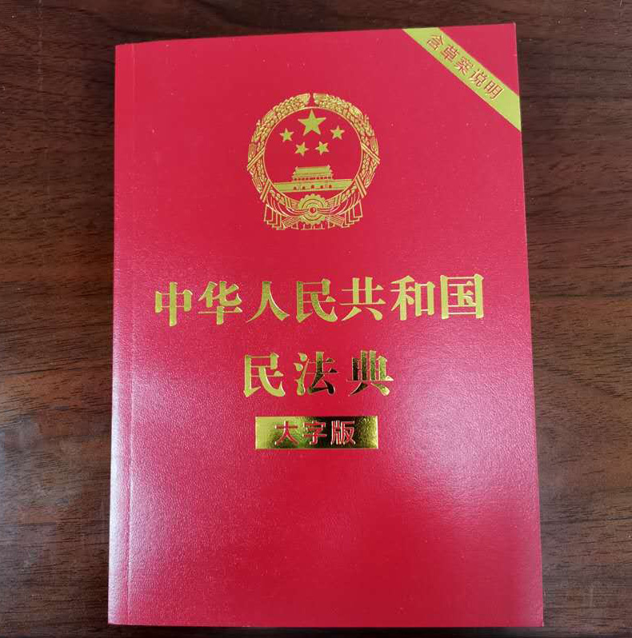 含草案说明
中华人民共和国
民法典
大字版